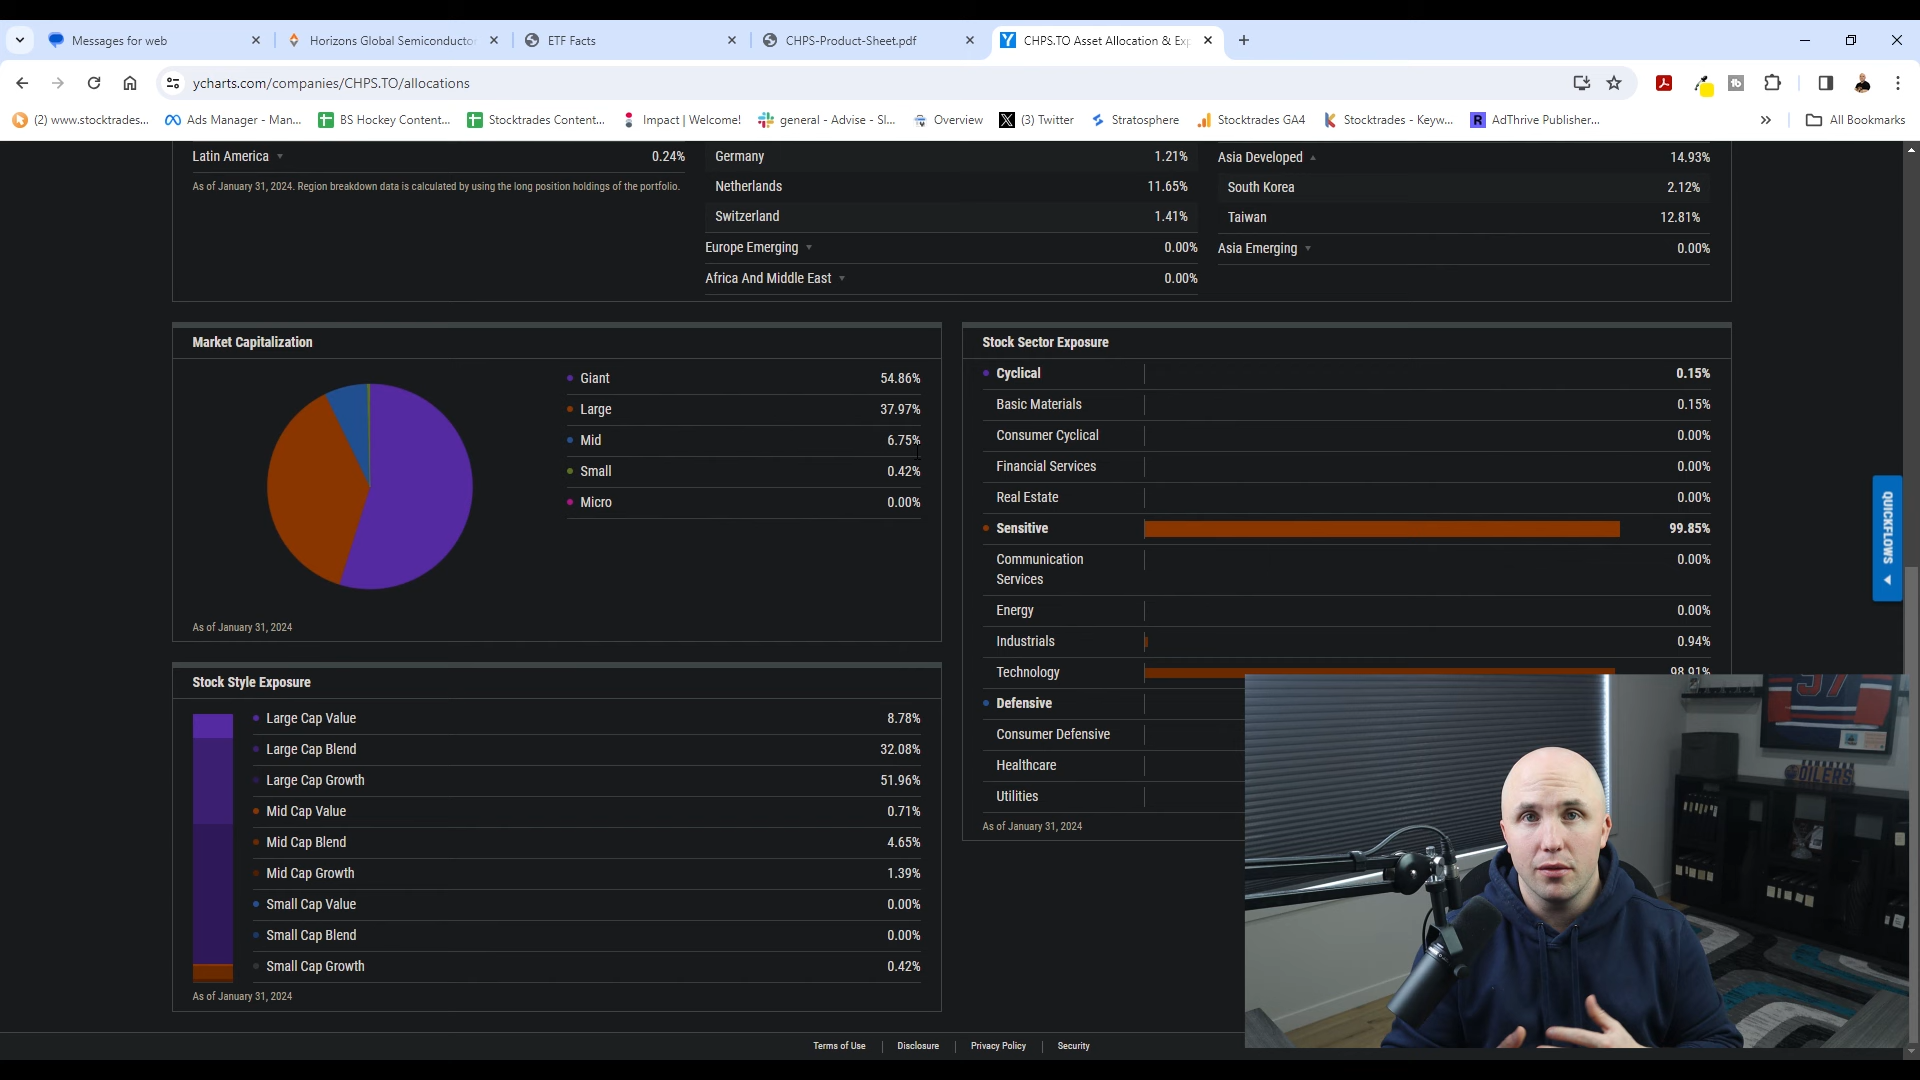 Messages for web
Horizons Global Semiconductor
ETF Facts
CHPS-Product-Sheet.pdf
CHPS.TO Asset Allocation & Exp
ycharts.com/companies/CHPS.TO/allocations
(2) www.stocktrades...
Ads Manager - Man...
BS Hockey Content...
Stocktrades Content...
Impact | Welcome!
general - Advise - Sl...
Overview
(3) Twitter
Stratosphere
Stocktrades GA4
Stocktrades - Keyw...
AdThrive Publisher...
All Bookmarks
Latin America 0.24%
As of January 31, 2024. Region breakdown data is calculated by using the long position holdings of the portfolio.
Germany 1.21%
Netherlands 11.65%
Switzerland 1.41%
Europe Emerging 0.00%
Africa And Middle East 0.00%
Asia Developed 14.93%
South Korea 2.12%
Taiwan 12.81%
Asia Emerging 0.00%
Market Capitalization
Giant 54.86%
Large 37.97%
Mid 6.75%
Small 0.42%
Micro 0.00%
As of January 31, 2024
Stock Style Exposure
Large Cap Value 8.78%
Large Cap Blend 32.08%
Large Cap Growth 51.96%
Mid Cap Value 0.71%
Mid Cap Blend 4.65%
Mid Cap Growth 1.39%
Small Cap Value 0.00%
Small Cap Blend 0.00%
Small Cap Growth 0.42%
As of January 31, 2024
Stock Sector Exposure
Cyclical 0.15%
Basic Materials 0.15%
Consumer Cyclical 0.00%
Financial Services 0.00%
Real Estate 0.00%
Sensitive 99.85%
Communication 0.00%
Services
Energy 0.00%
Industrials 0.94%
Technology 98.91%
Defensive
Consumer Defensive
Healthcare
Utilities
As of January 31, 2024
QUICKFLOWS
97
OILERS
Terms of Use
Disclosure
Privacy Policy
Security